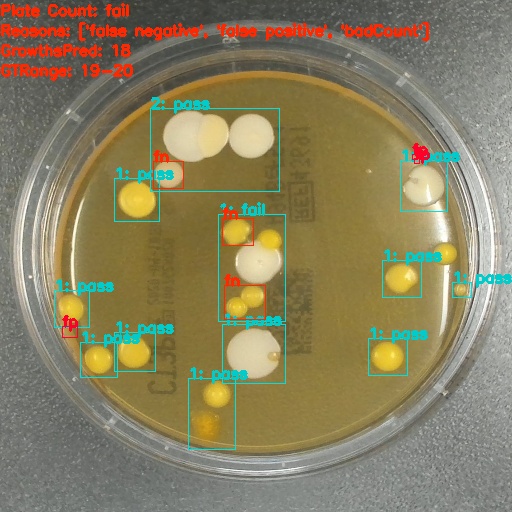 Plate Count: fail
Reasons: ['false negative', 'false positive', 'badCount']
GrowthsPred: 18
GTRange: 19-20
2: pass
fn
fp
1: pass
1: pass
fn
1: fail
1: pass
1: pass
fn
1: pass
fp
1: pass
1: pass
1: pass
1: pass
1: pass